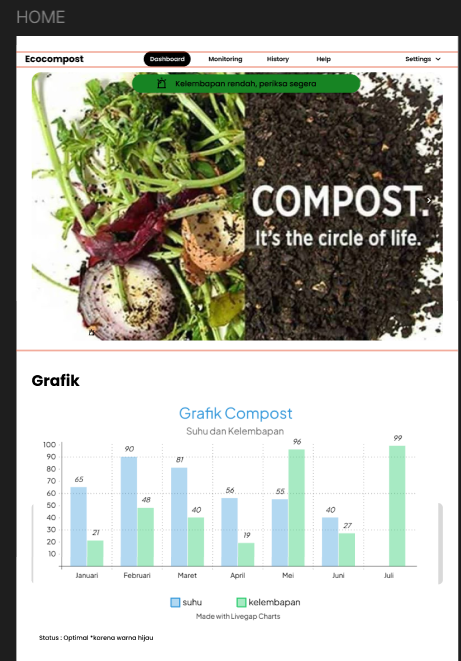 HOME
Ecocompost Dashboard Monitoring History Help Settings
Kelembapan rendah, periksa segera
COMPOST.
It's the circle of life.
Grafik
Grafik Compost
Suhu dan Kelembapan
100
90
80
70
60
50
40
30
20
10
65 21 90 48 81 40 56 19 55 96 40 27 99
Januari Februari Maret April Mei Juni Juli
suhu kelembapan
Made with Livegap Charts
Status : Optimal *karena warna hijau